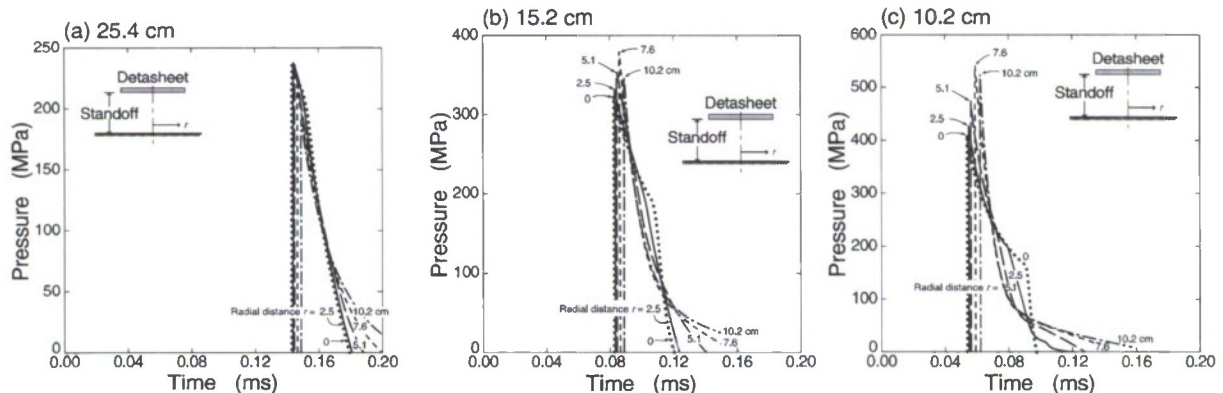 (a) 25.4 cm
250
200
150
100
50
0
Pressure (MPa)
Detasheet
Standoff
r
Radial distance r = 2.5
10.2 cm
7.6
0
5.1
0.00 0.04 0.08 0.12 0.16 0.20
Time (ms)
(b) 15.2 cm
400
300
200
100
0
Pressure (MPa)
7.6
5.1
10.2 cm
2.5
0
Detasheet
Standoff
r
Radial distance r = 2.5
10.2 cm
0
5.1
7.6
0.00 0.04 0.08 0.12 0.16 0.20
Time (ms)
(c) 10.2 cm
600
500
400
300
200
100
0
Pressure (MPa)
7.6
10.2 cm
5.1
2.5
0
Detasheet
Standoff
r
0
2.5
Radial distance r = 5.1
10.2 cm
7.6
0.00 0.04 0.08 0.12 0.16 0.20
Time (ms)